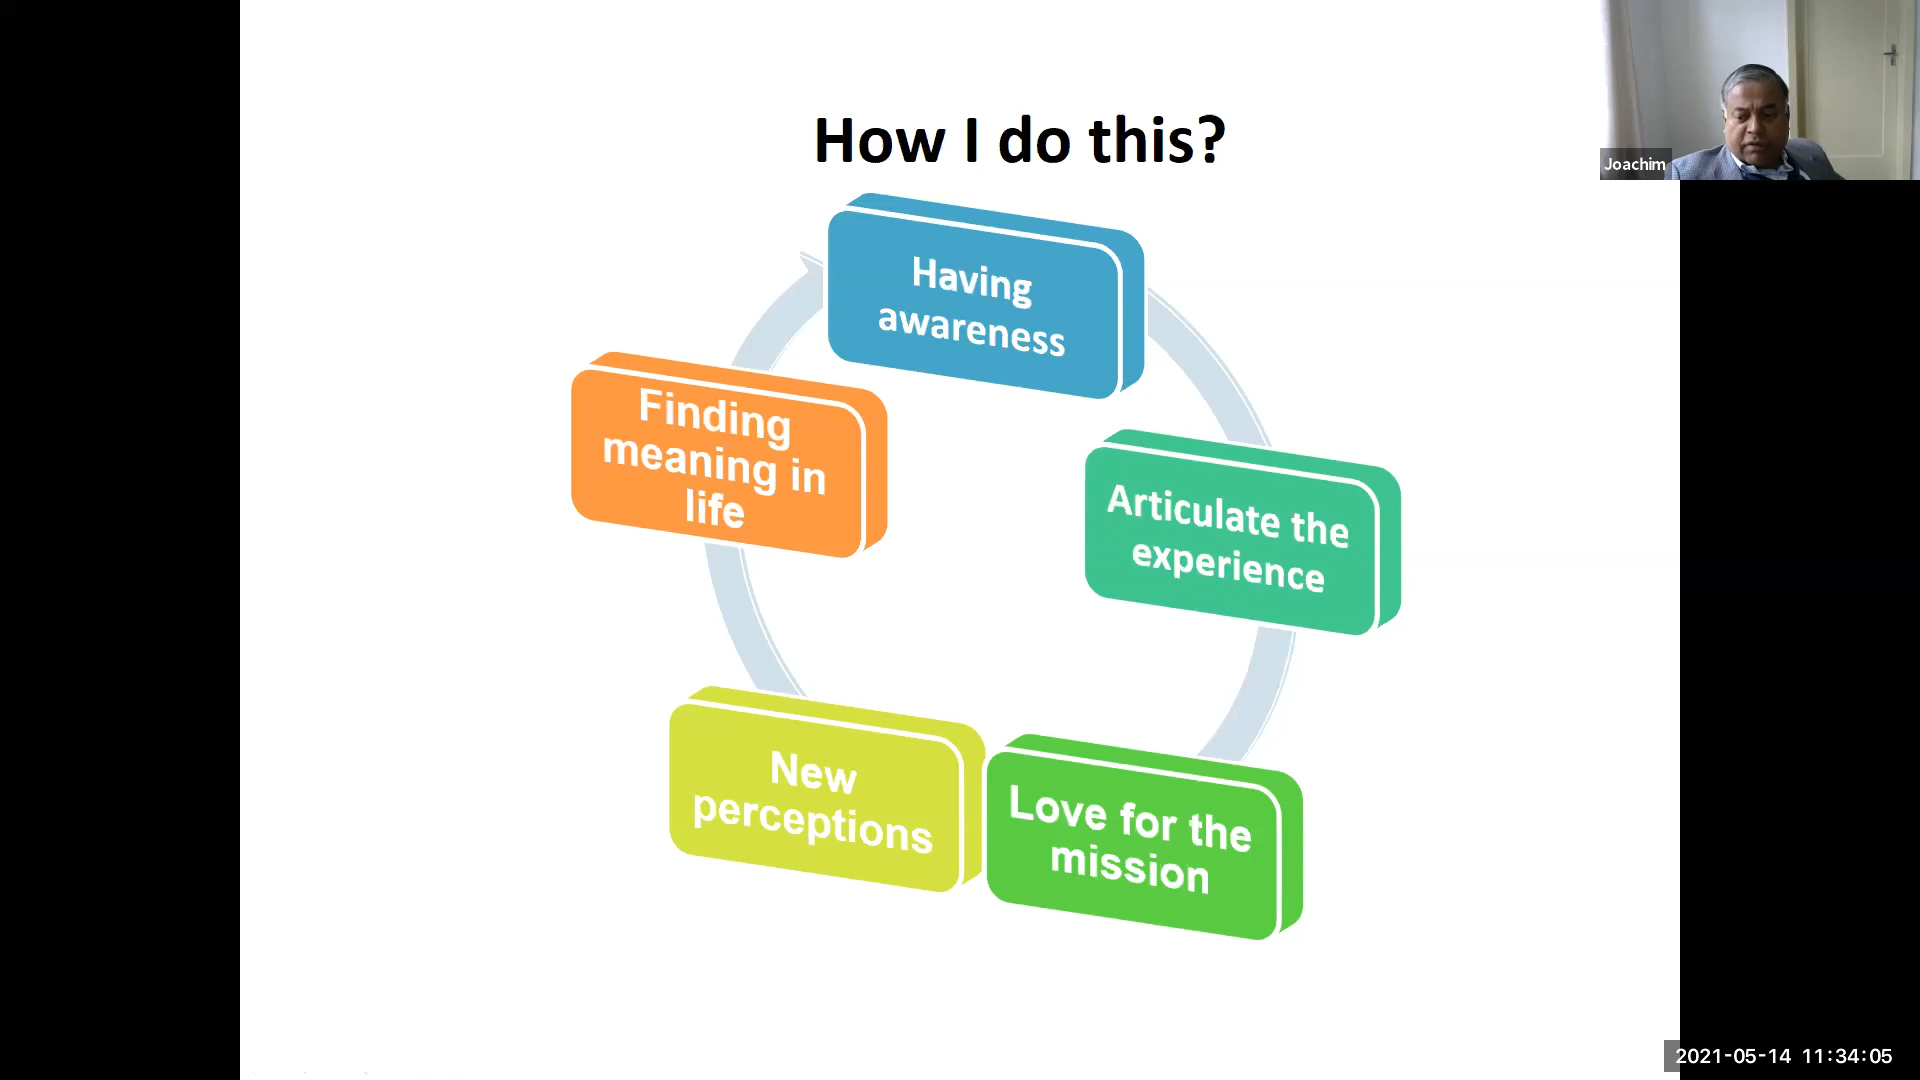 How I do this?
Joachim
Having
awareness
Finding
meaning in
life
Articulate the
experience
New
perceptions
Love for the
mission
2021-05-14 11:34:05